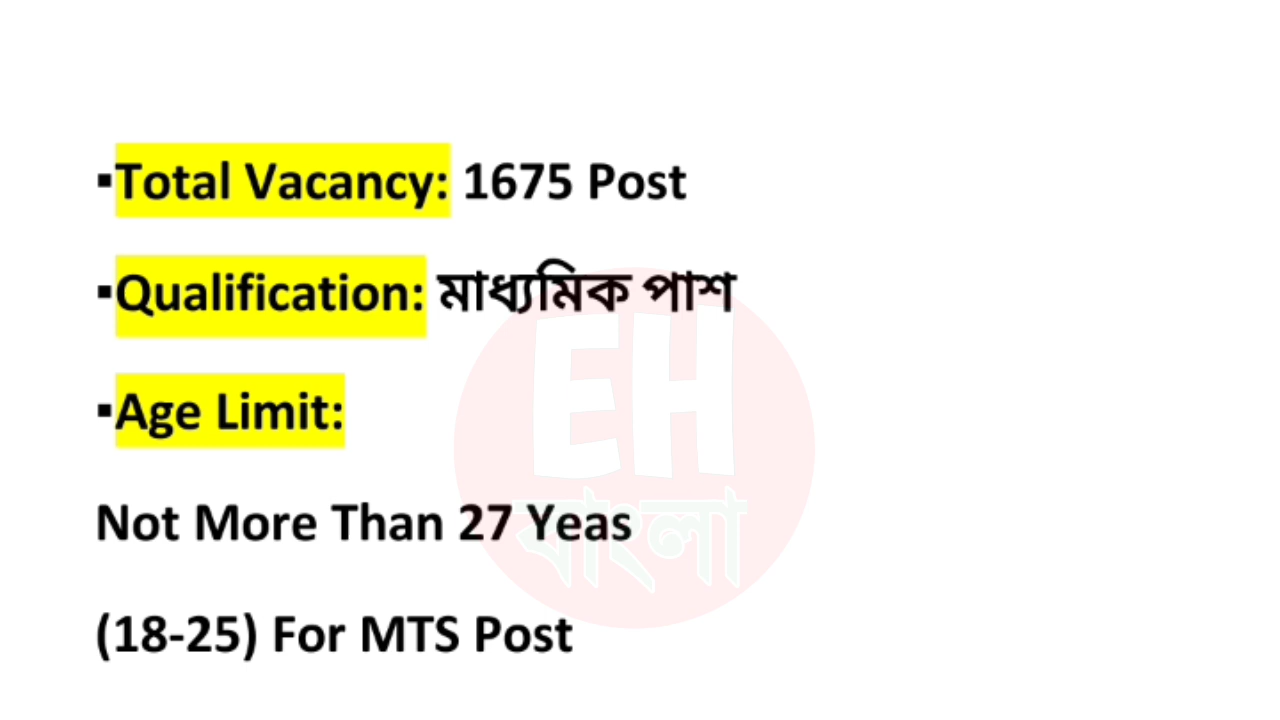 ▪Total Vacancy: 1675 Post
▪Qualification: মাধ্যমিক পাশ
▪Age Limit:
Not More Than 27 Yeas
(18-25) For MTS Post
EH
বাংলা